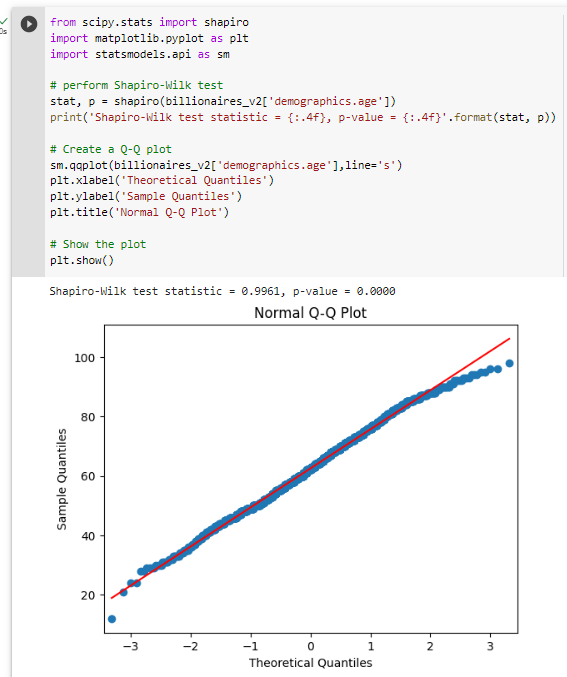 0s
from scipy.stats import shapiro
import matplotlib.pyplot as plt
import statsmodels.api as sm
# perform Shapiro-Wilk test
stat, p = shapiro(billionaires_v2['demographics.age'])
print('Shapiro-Wilk test statistic = {:.4f}, p-value = {:.4f}'.format(stat, p))
# Create a Q-Q plot
sm.qqplot(billionaires_v2['demographics.age'],line='s')
plt.xlabel('Theoretical Quantiles')
plt.ylabel('Sample Quantiles')
plt.title('Normal Q-Q Plot')
# Show the plot
plt.show()
Shapiro-Wilk test statistic = 0.9961, p-value = 0.0000
Normal Q-Q Plot
100
80
60
40
20
Sample Quantiles
−3 −2 −1 0 1 2 3
Theoretical Quantiles